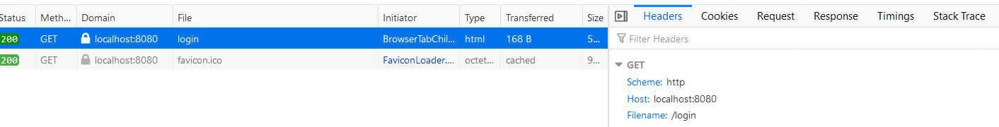 Status Meth... Domain File Initiator Type Transferred Size
200 GET localhost:8080 login BrowserTabChil... html 168 B 5...
200 GET localhost:8080 favicon.ico FaviconLoader.... octet... cached 9...
Headers Cookies Request Response Timings Stack Trace
Filter Headers
GET
Scheme: http
Host: localhost:8080
Filename: /login